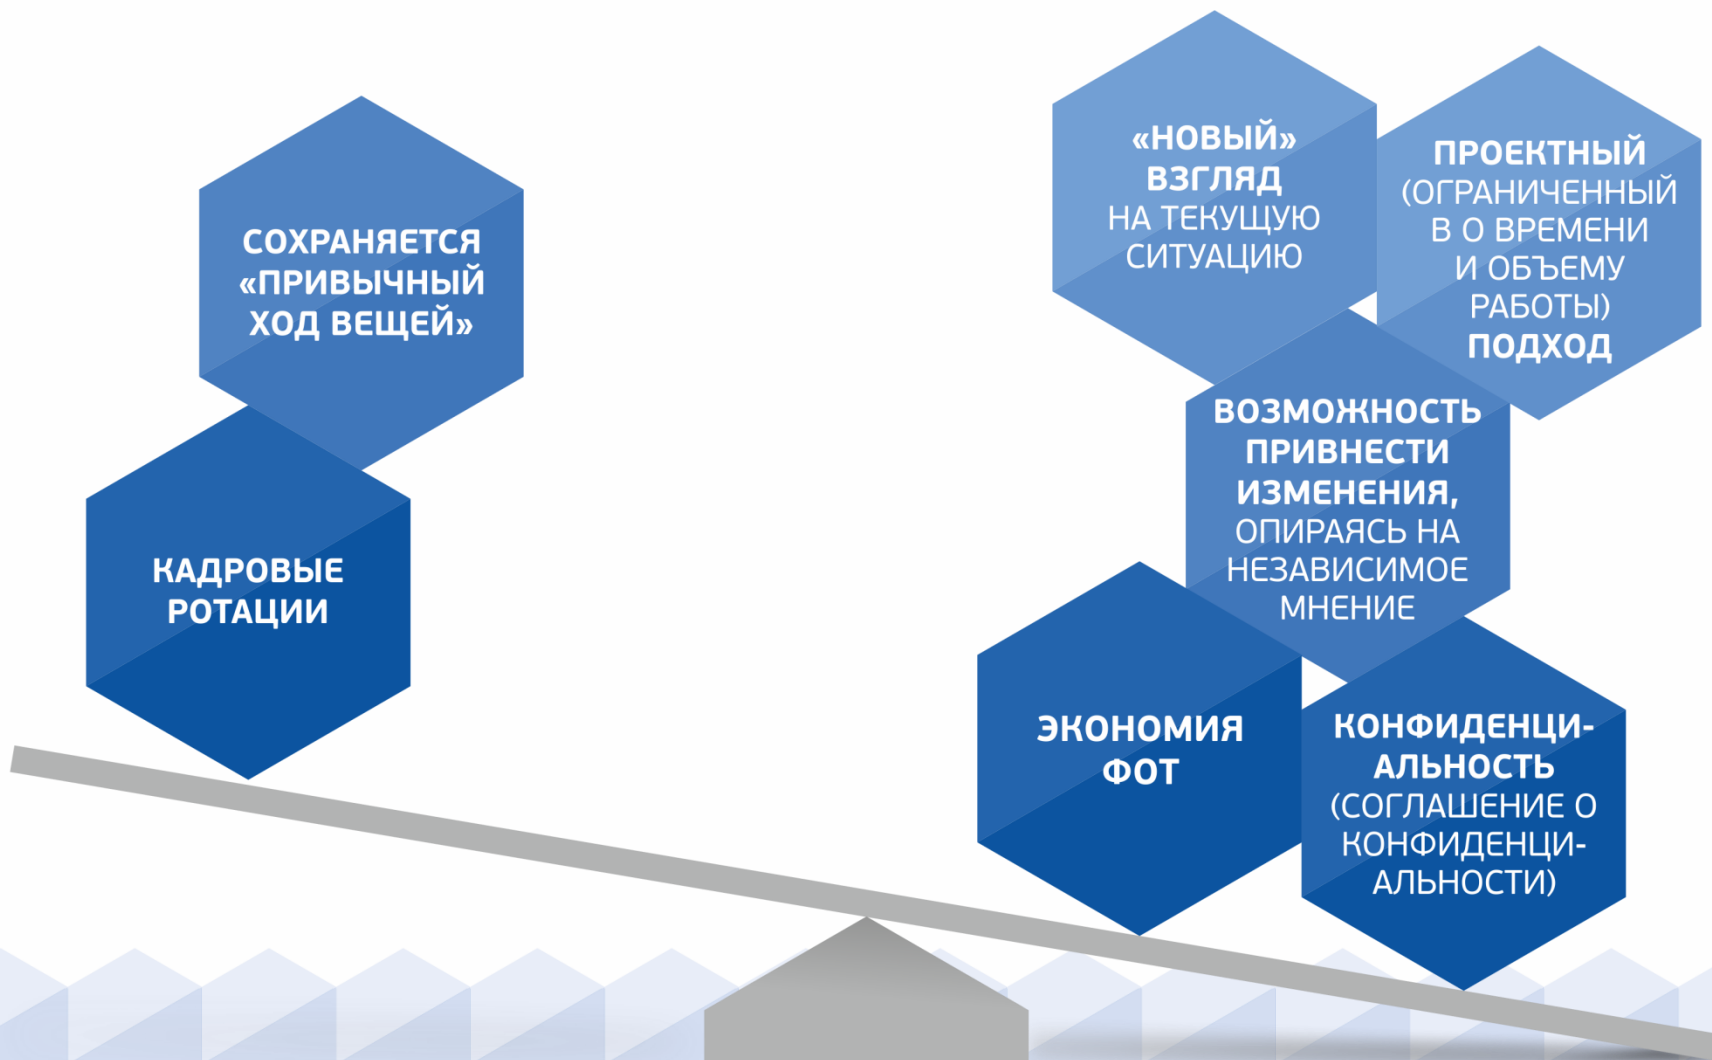 СОХРАНЯЕТСЯ
«ПРИВЫЧНЫЙ
ХОД ВЕЩЕЙ»
КАДРОВЫЕ
РОТАЦИИ
«НОВЫЙ»
ВЗГЛЯД
НА ТЕКУЩУЮ
СИТУАЦИЮ
ПРОЕКТНЫЙ
(ОГРАНИЧЕННЫЙ
В О ВРЕМЕНИ
И ОБЪЕМУ
РАБОТЫ)
ПОДХОД
ВОЗМОЖНОСТЬ
ПРИВНЕСТИ
ИЗМЕНЕНИЯ,
ОПИРАЯСЬ НА
НЕЗАВИСИМОЕ
МНЕНИЕ
ЭКОНОМИЯ
ФОТ
КОНФИДЕНЦИ-
АЛЬНОСТЬ
(СОГЛАШЕНИЕ О
КОНФИДЕНЦИ-
АЛЬНОСТИ)